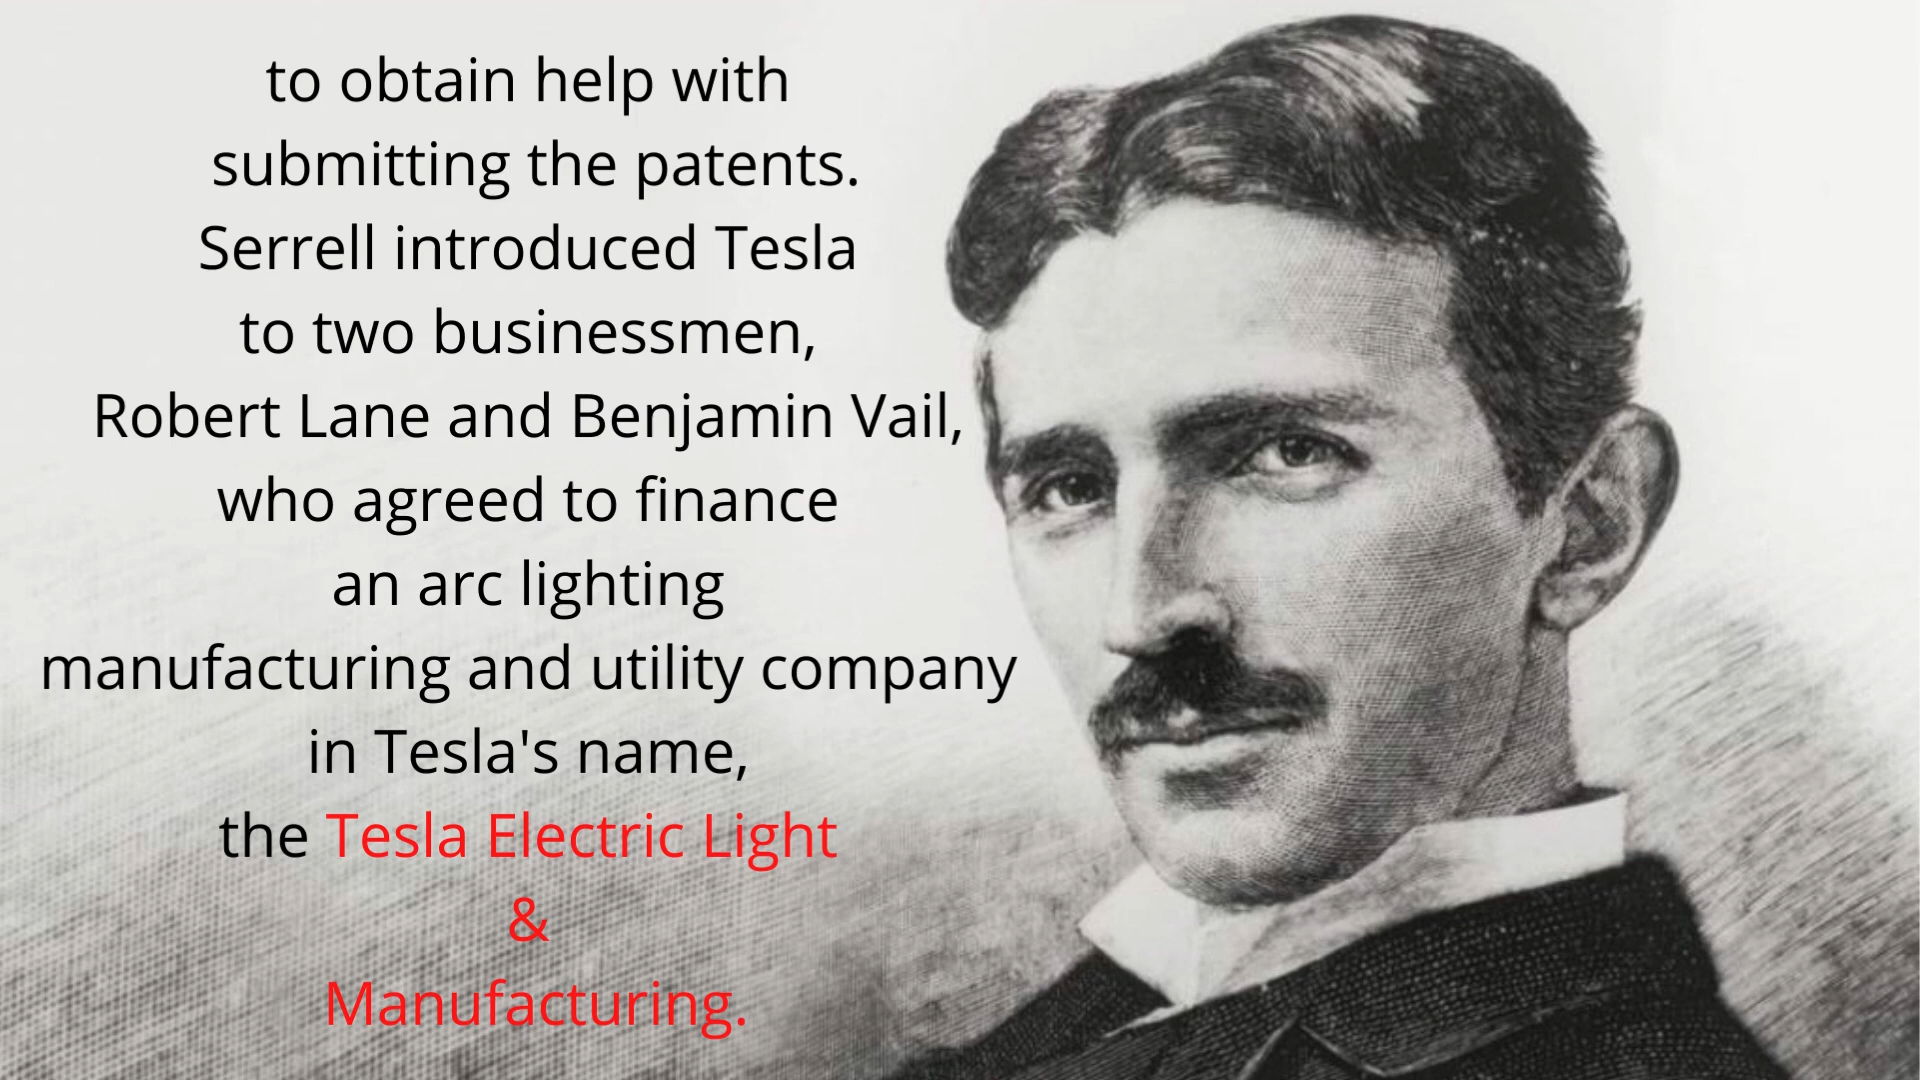 to obtain help with
submitting the patents.
Serrell introduced Tesla
to two businessmen,
Robert Lane and Benjamin Vail,
who agreed to finance
an arc lighting
manufacturing and utility company
in Tesla's name,
the Tesla Electric Light
&
Manufacturing.